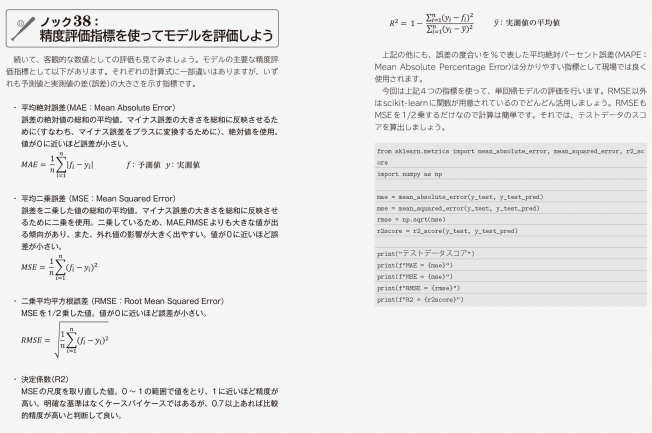 ノック38：
精度評価指標を使ってモデルを評価しよう
続いて、客観的な数値としての評価も見てみましょう。モデルの主要な精度評
価指標として以下があります。それぞれの計算式に一部違いはありますが、いず
れも予測値と実測値の差(誤差)の大きさを示す指標です。
・ 平均絶対誤差(MAE：Mean Absolute Error)
誤差の絶対値の総和の平均値。マイナス誤差の大きさを総和に反映させるた
めに(すなわち、マイナス誤差をプラスに変換するために)、絶対値を使用。
値が0に近いほど誤差が小さい。
MAE = \frac{1}{n}\sum_{i=1}^{n}|f_i - y_i| f：予測値 y：実測値
・ 平均二乗誤差 (MSE：Mean Squared Error)
誤差を二乗した値の総和の平均値。マイナス誤差の大きさを総和に反映させ
るために二乗を使用。二乗しているため、MAE,RMSEよりも大きな値が出
る傾向があり、また、外れ値の影響が大きく出やすい。値が0に近いほど誤
差が小さい。
MSE = \frac{1}{n}\sum_{i=1}^{n}(f_i - y_i)^2
・ 二乗平均平方根誤差 (RMSE：Root Mean Squared Error)
MSEを1/2乗した値。値が0に近いほど誤差が小さい。
RMSE = \sqrt{\frac{1}{n}\sum_{i=1}^{n}(f_i - y_i)^2}
・ 決定係数(R2)
MSEの尺度を取り直した値。0～1の範囲で値をとり、1に近いほど精度が
高い。明確な基準はなくケースバイケースではあるが、0.7以上あれば比較
的精度が高いと判断して良い。
R^2 = 1 - \frac{\sum_{i=1}^{n}(y_i - f_i)^2}{\sum_{i=1}^{n}(y_i - \bar{y})^2} \bar{y}：実測値の平均値
上記の他にも、誤差の度合いを%で表した平均絶対パーセント誤差(MAPE：
Mean Absolute Percentage Error)は分かりやすい指標として現場では良く
使用されます。
今回は上記4つの指標を使って、単回帰モデルの評価を行います。RMSE以外
はscikit-learnに関数が用意されているのでどんどん活用しましょう。RMSEも
MSEを1/2乗するだけなので計算は簡単です。それでは、テストデータのスコ
アを算出しましょう。
from sklearn.metrics import mean_absolute_error, mean_squared_error, r2_sc
ore
import numpy as np
mae = mean_absolute_error(y_test, y_test_pred)
mse = mean_squared_error(y_test, y_test_pred)
rmse = np.sqrt(mse)
r2score = r2_score(y_test, y_test_pred)
print("テストデータスコア")
print(f"MAE = {mae}")
print(f"MSE = {mse}")
print(f"RMSE = {rmse}")
print(f"R2 = {r2score}")